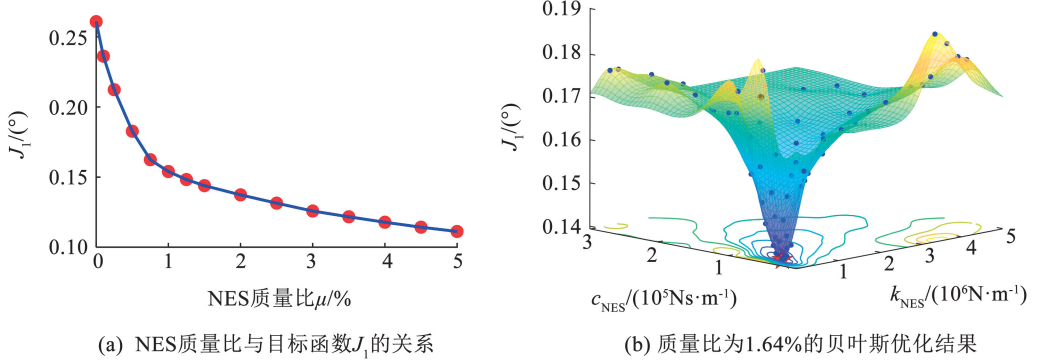 0.25
0.20
0.15
0.10
J₁/(°)
0 1 2 3 4 5
NES质量比μ/%
(a) NES质量比与目标函数J₁的关系
0.19
0.18
0.17
0.16
0.15
0.14
J₁/(°)
3 2 1
1 2 3 4 5
c_NES/(10⁵Ns·m⁻¹)
k_NES/(10⁶N·m⁻¹)
(b) 质量比为1.64%的贝叶斯优化结果